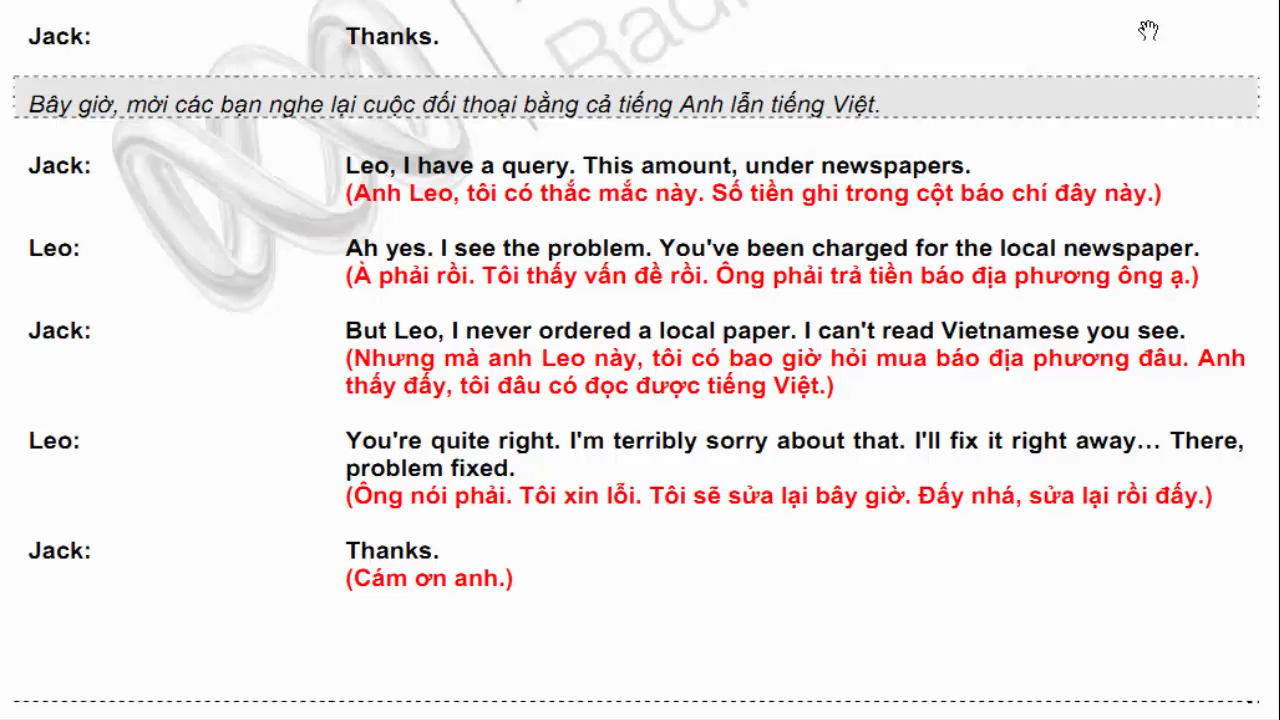 Jack: Thanks.
Bây giờ, mời các bạn nghe lại cuộc đối thoại bằng cả tiếng Anh lẫn tiếng Việt.
Jack: Leo, I have a query. This amount, under newspapers.
(Anh Leo, tôi có thắc mắc này. Số tiền ghi trong cột báo chí đây này.)
Leo: Ah yes. I see the problem. You've been charged for the local newspaper.
(À phải rồi. Tôi thấy vấn đề rồi. Ông phải trả tiền báo địa phương ông ạ.)
Jack: But Leo, I never ordered a local paper. I can't read Vietnamese you see.
(Nhưng mà anh Leo này, tôi có bao giờ hỏi mua báo địa phương đâu. Anh
thấy đấy, tôi đâu có đọc được tiếng Việt.)
Leo: You're quite right. I'm terribly sorry about that. I'll fix it right away… There,
problem fixed.
(Ông nói phải. Tôi xin lỗi. Tôi sẽ sửa lại bây giờ. Đấy nhá, sửa lại rồi đấy.)
Jack: Thanks.
(Cám ơn anh.)